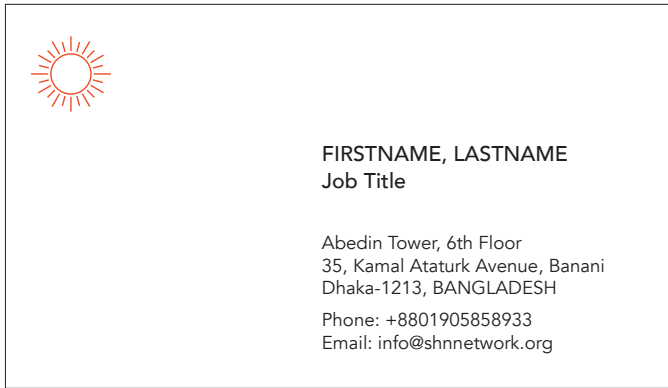 FIRSTNAME, LASTNAME
Job Title
Abedin Tower, 6th Floor
35, Kamal Ataturk Avenue, Banani
Dhaka-1213, BANGLADESH
Phone: +8801905858933
Email: info@shnnetwork.org